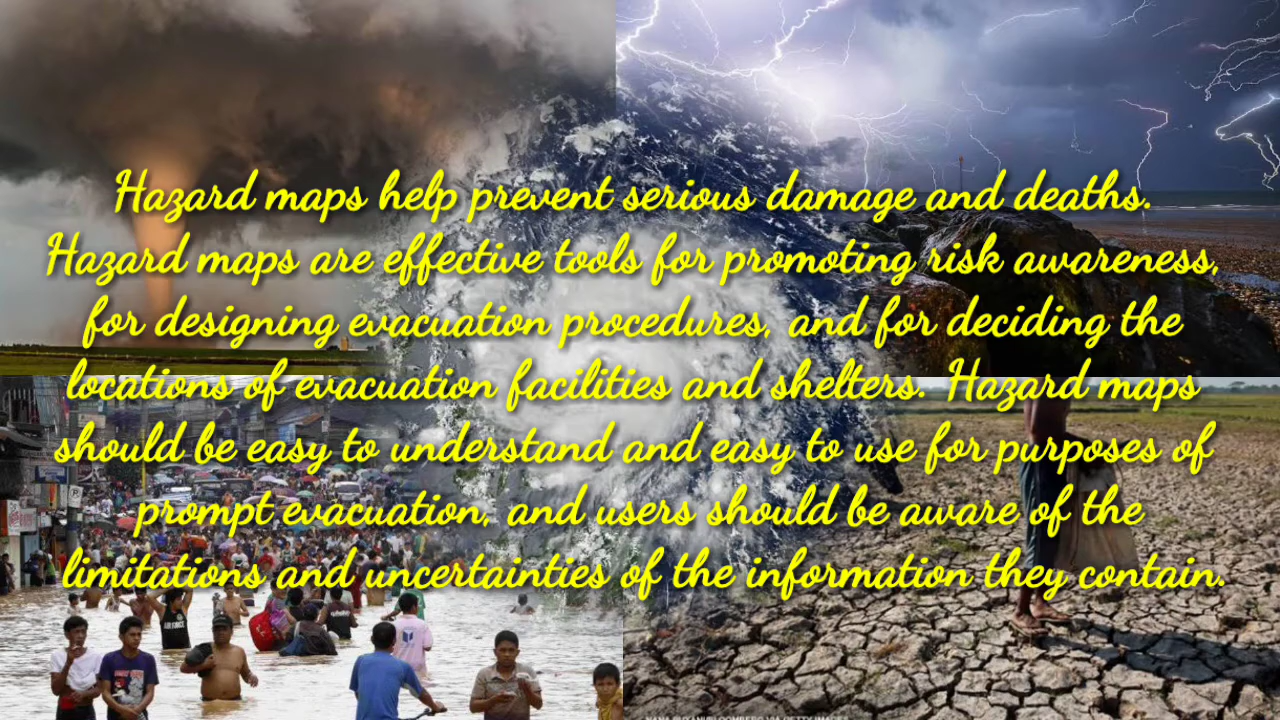 Hazard maps help prevent serious damage and deaths.
Hazard maps are effective tools for promoting risk awareness,
for designing evacuation procedures, and for deciding the
locations of evacuation facilities and shelters. Hazard maps
should be easy to understand and easy to use for purposes of
prompt evacuation, and users should be aware of the
limitations and uncertainties of the information they contain.
AIR FORCE